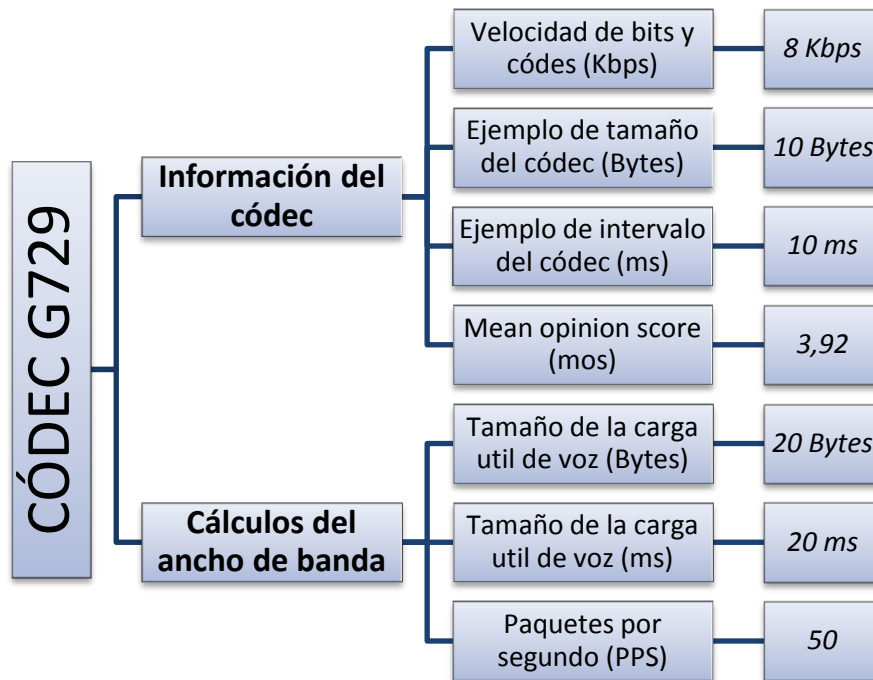 CÓDEC G729
Información del
códec
Velocidad de bits y
códes (Kbps)
8 Kbps
Ejemplo de tamaño
del códec (Bytes)
10 Bytes
Ejemplo de intervalo
del códec (ms)
10 ms
Mean opinion score
(mos)
3,92
Cálculos del
ancho de banda
Tamaño de la carga
util de voz (Bytes)
20 Bytes
Tamaño de la carga
util de voz (ms)
20 ms
Paquetes por
segundo (PPS)
50